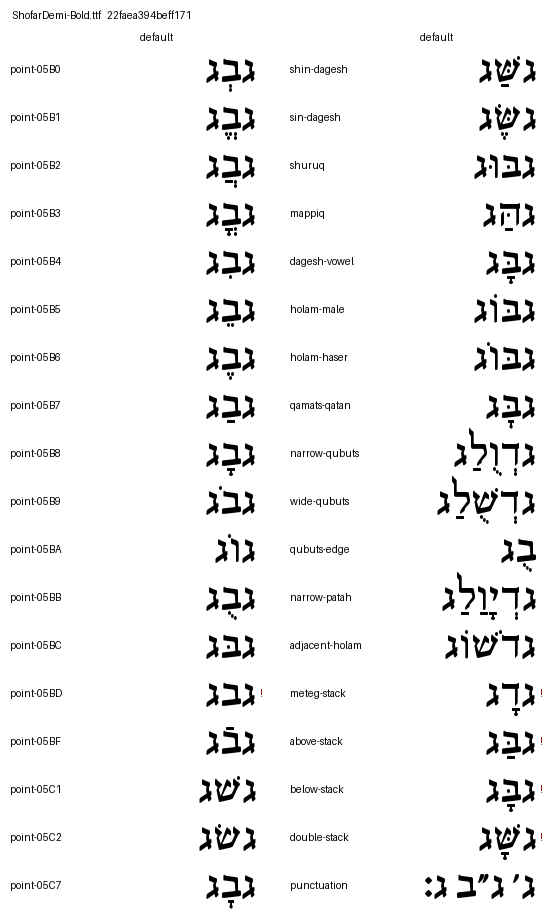 ShofarDemi-Bold.ttf 22faea394beff171
default
point-05B0 גבְג
point-05B1 גבֱג
point-05B2 גבֲג
point-05B3 גבֳג
point-05B4 גבִג
point-05B5 גבֵג
point-05B6 גבֶג
point-05B7 גבַג
point-05B8 גבָג
point-05B9 גבֹג
point-05BA גוֺג
point-05BB גבֻג
point-05BC גבּג
point-05BD גבג !
point-05BF גבֿג
point-05C1 גשׁג
point-05C2 גשׂג
point-05C7 גבׇג
default
shin-dagesh גשַּׁג
sin-dagesh גשֶּׂג
shuruq גבּוּג
mappiq גהַּג
dagesh-vowel גבָּג
holam-male גבּוֹג
holam-haser גבּוֺג
qamats-qatan גבׇּג
narrow-qubuts גדְוֻלַג
wide-qubuts גדְשֻׁלַג
qubuts-edge בֻג
narrow-patah גדְיָוַלַג
adjacent-holam גדשׁוֹג
meteg-stack גדָג !
above-stack גבַּג !
below-stack גבָּג !
double-stack גשָּׁג !
punctuation ג׳ ג״ב ג׃